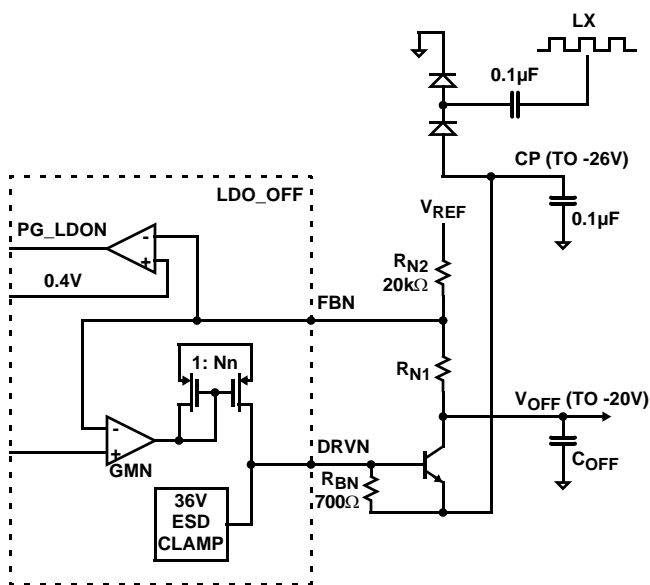 LX
0.1µF
CP (TO -26V)
LDO_OFF
PG_LDON
VREF
0.1µF
0.4V
RN2
20kΩ
FBN
1: Nn
RN1
VOFF (TO -20V)
GMN
DRVN
COFF
RBN
700Ω
36V
ESD
CLAMP